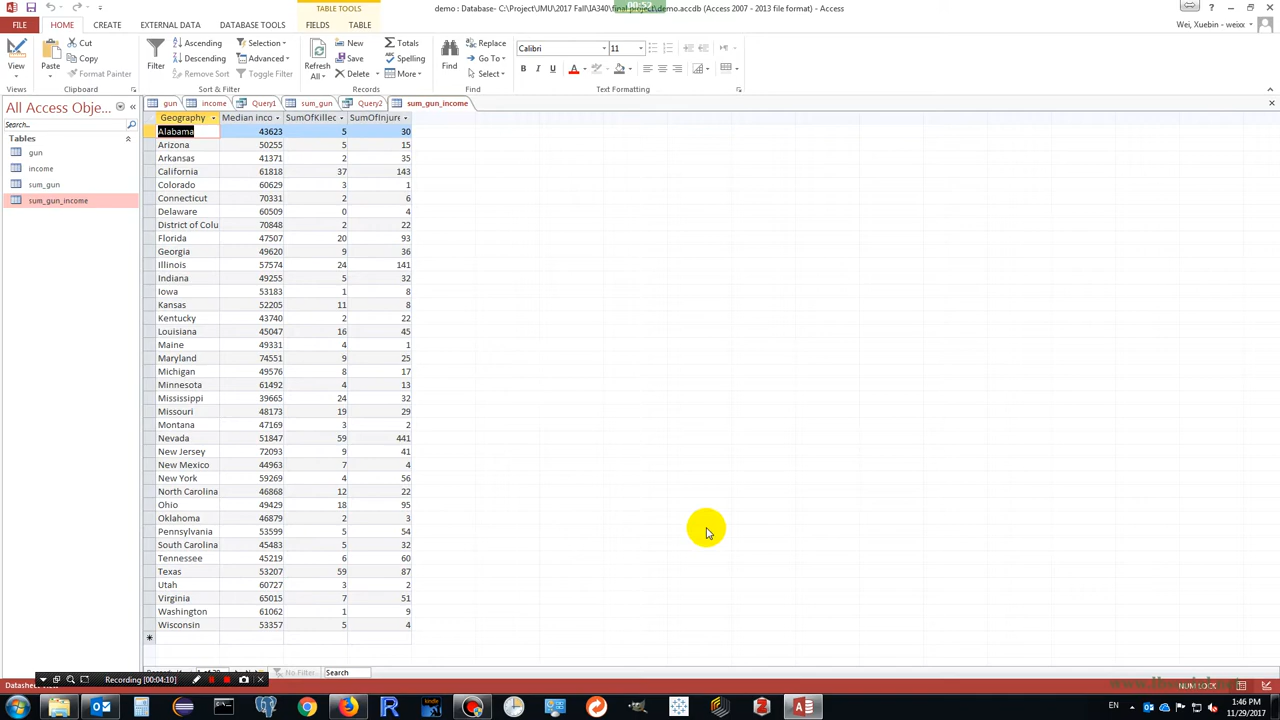 00:52
TABLE TOOLS
demo : Database- C:\Project\JMU\2017 Fall\IA340\final project\demo.accdb (Access 2007 - 2013 file format) - Access
FILE HOME CREATE EXTERNAL DATA DATABASE TOOLS FIELDS TABLE
Wei, Xuebin - weixx
View Paste Cut Copy Format Painter
Filter Ascending Descending Remove Sort Selection Advanced Toggle Filter
Refresh All New Save Delete Totals Spelling More
Find Replace Go To Select
Calibri 11
B I U A
Views Clipboard Sort & Filter Records Find Text Formatting
All Access Obje...
Search...
Tables
gun
income
sum_gun
sum_gun_income
gun income Query1 sum_gun Query2 sum_gun_income
Geography Median inco SumOfKilled SumOfInjure
Alabama 43623 5 30
Arizona 50255 5 15
Arkansas 41371 2 35
California 61818 37 143
Colorado 60629 3 1
Connecticut 70331 2 6
Delaware 60509 0 4
District of Colu 70848 2 22
Florida 47507 20 93
Georgia 49620 9 36
Illinois 57574 24 141
Indiana 49255 5 32
Iowa 53183 1 8
Kansas 52205 11 8
Kentucky 43740 2 22
Louisiana 45047 16 45
Maine 49331 4 1
Maryland 74551 9 25
Michigan 49576 8 17
Minnesota 61492 4 13
Mississippi 39665 24 32
Missouri 48173 19 29
Montana 47169 3 2
Nevada 51847 59 441
New Jersey 72093 9 41
New Mexico 44963 7 4
New York 59269 4 56
North Carolina 46868 12 22
Ohio 49429 18 95
Oklahoma 46879 2 3
Pennsylvania 53599 5 54
South Carolina 45483 5 32
Tennessee 45219 6 60
Texas 53207 59 87
Utah 60727 3 2
Virginia 65015 7 51
Washington 61062 1 9
Wisconsin 53357 5 4
No Filter Search
Recording [00:04:10]
NUM LOCK
EN
1:46 PM
11/29/2017